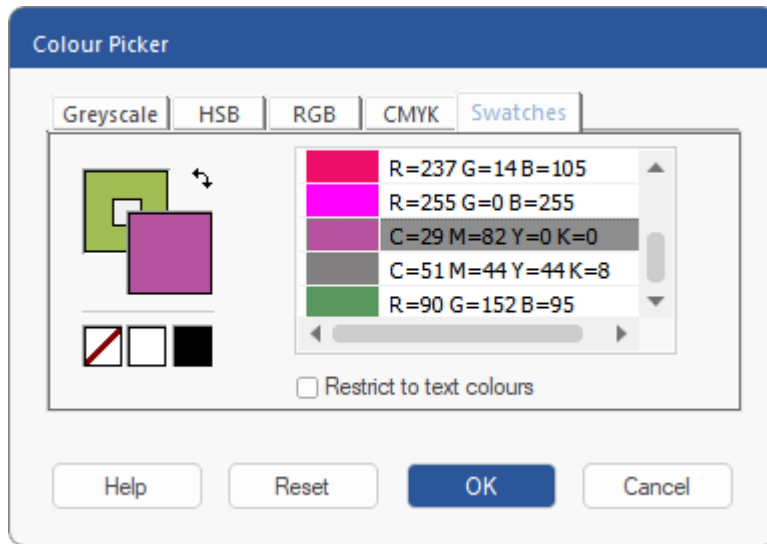 Colour Picker
Greyscale HSB RGB CMYK Swatches
R=237 G=14 B=105
R=255 G=0 B=255
C=29 M=82 Y=0 K=0
C=51 M=44 Y=44 K=8
R=90 G=152 B=95
Restrict to text colours
Help Reset OK Cancel